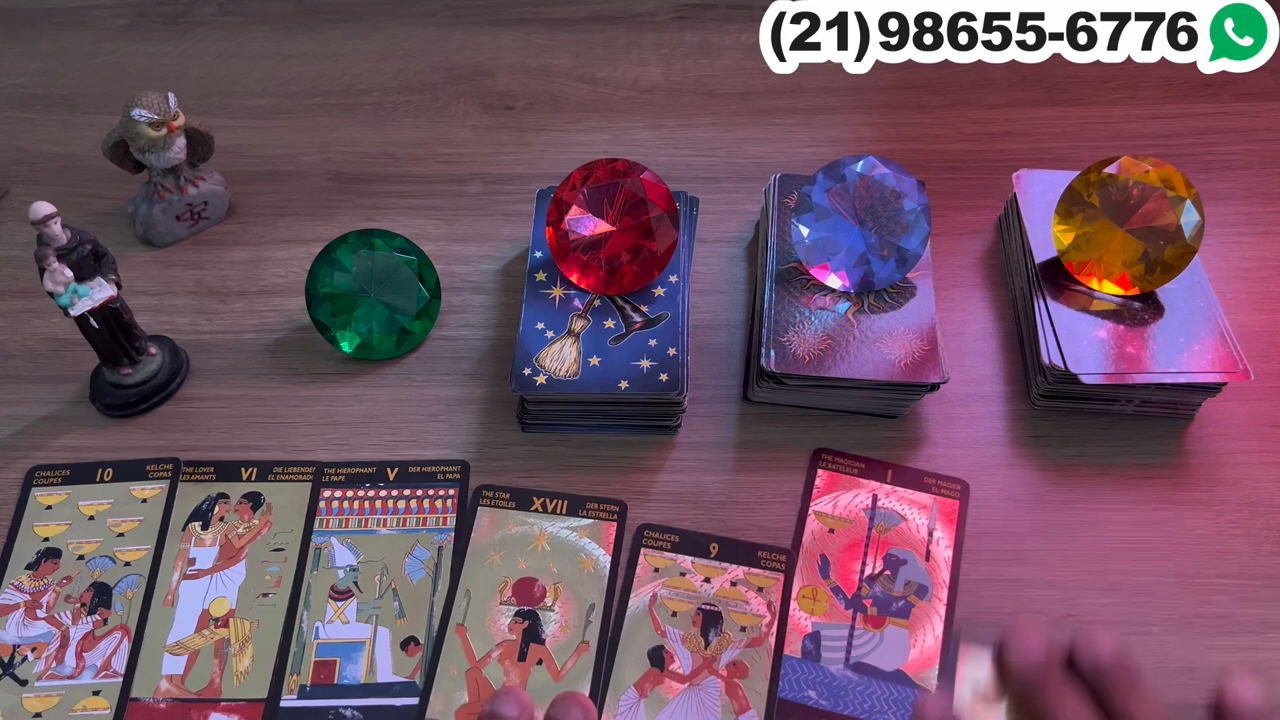 (21)98655-6776
安
CHALICES
COUPES
10
KELCHE
COPAS
THE LOVER
LES AMANTS
VI
DIE LIEBENDEN
EL ENAMORADO
THE HIEROPHANT
LE PAPE
V
DER HIEROPHANT
EL PAPA
THE STAR
LES ETOILES
XVII
DER STERN
LA ESTRELLA
CHALICES
COUPES
9
KELCHE
COPAS
THE MAGICIAN
LE BATELEUR
I
DER MAGIER
EL MAGO